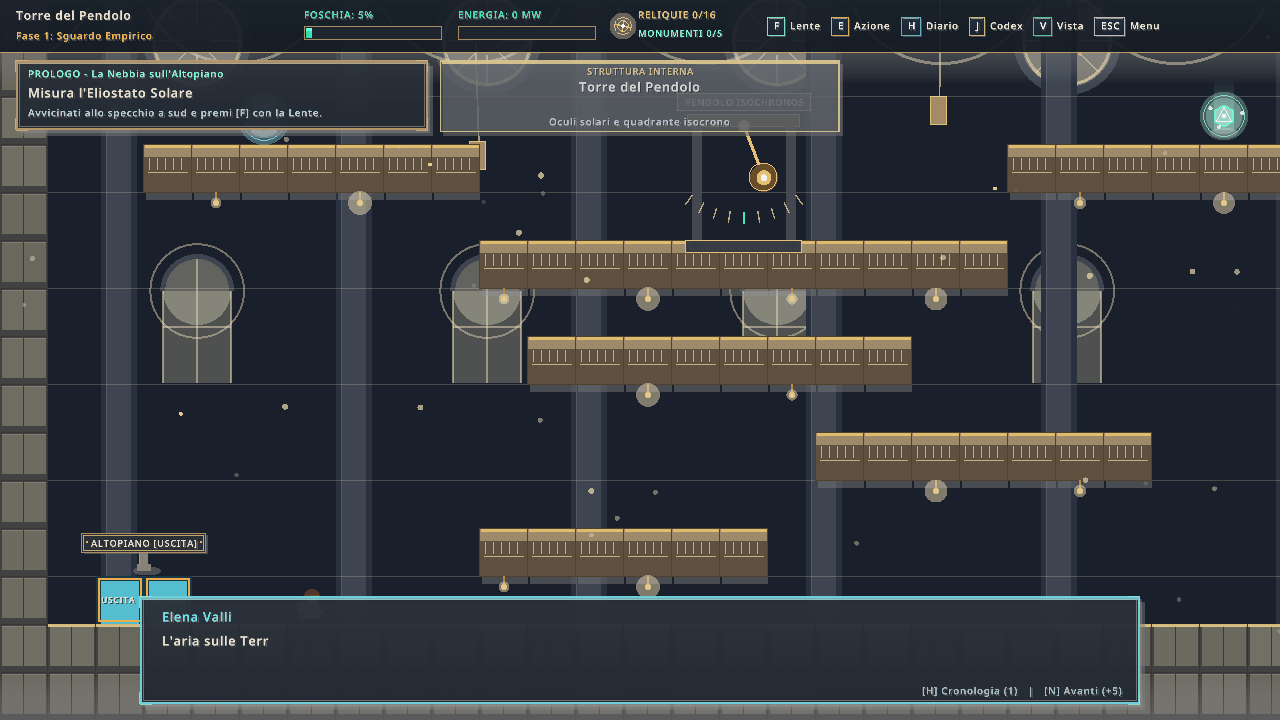 Torre del Pendolo
Fase 1: Sguardo Empirico
FOSCHIA: 5%
ENERGIA: 0 MW
RELIQUIE 0/16
MONUMENTI 0/5
F Lente
E Azione
H Diario
J Codex
V Vista
ESC Menu
PROLOGO - La Nebbia sull'Altopiano
Misura l'Eliostato Solare
Avvicinati allo specchio a sud e premi [F] con la Lente.
STRUTTURA INTERNA
Torre del Pendolo
PENDOLO ISOCHRONOS
Oculi solari e quadrante isocrono
ALTOPIANO [USCITA]
USCITA
Elena Valli
L'aria sulle Terr
[H] Cronologia (1) | [N] Avanti (+5)